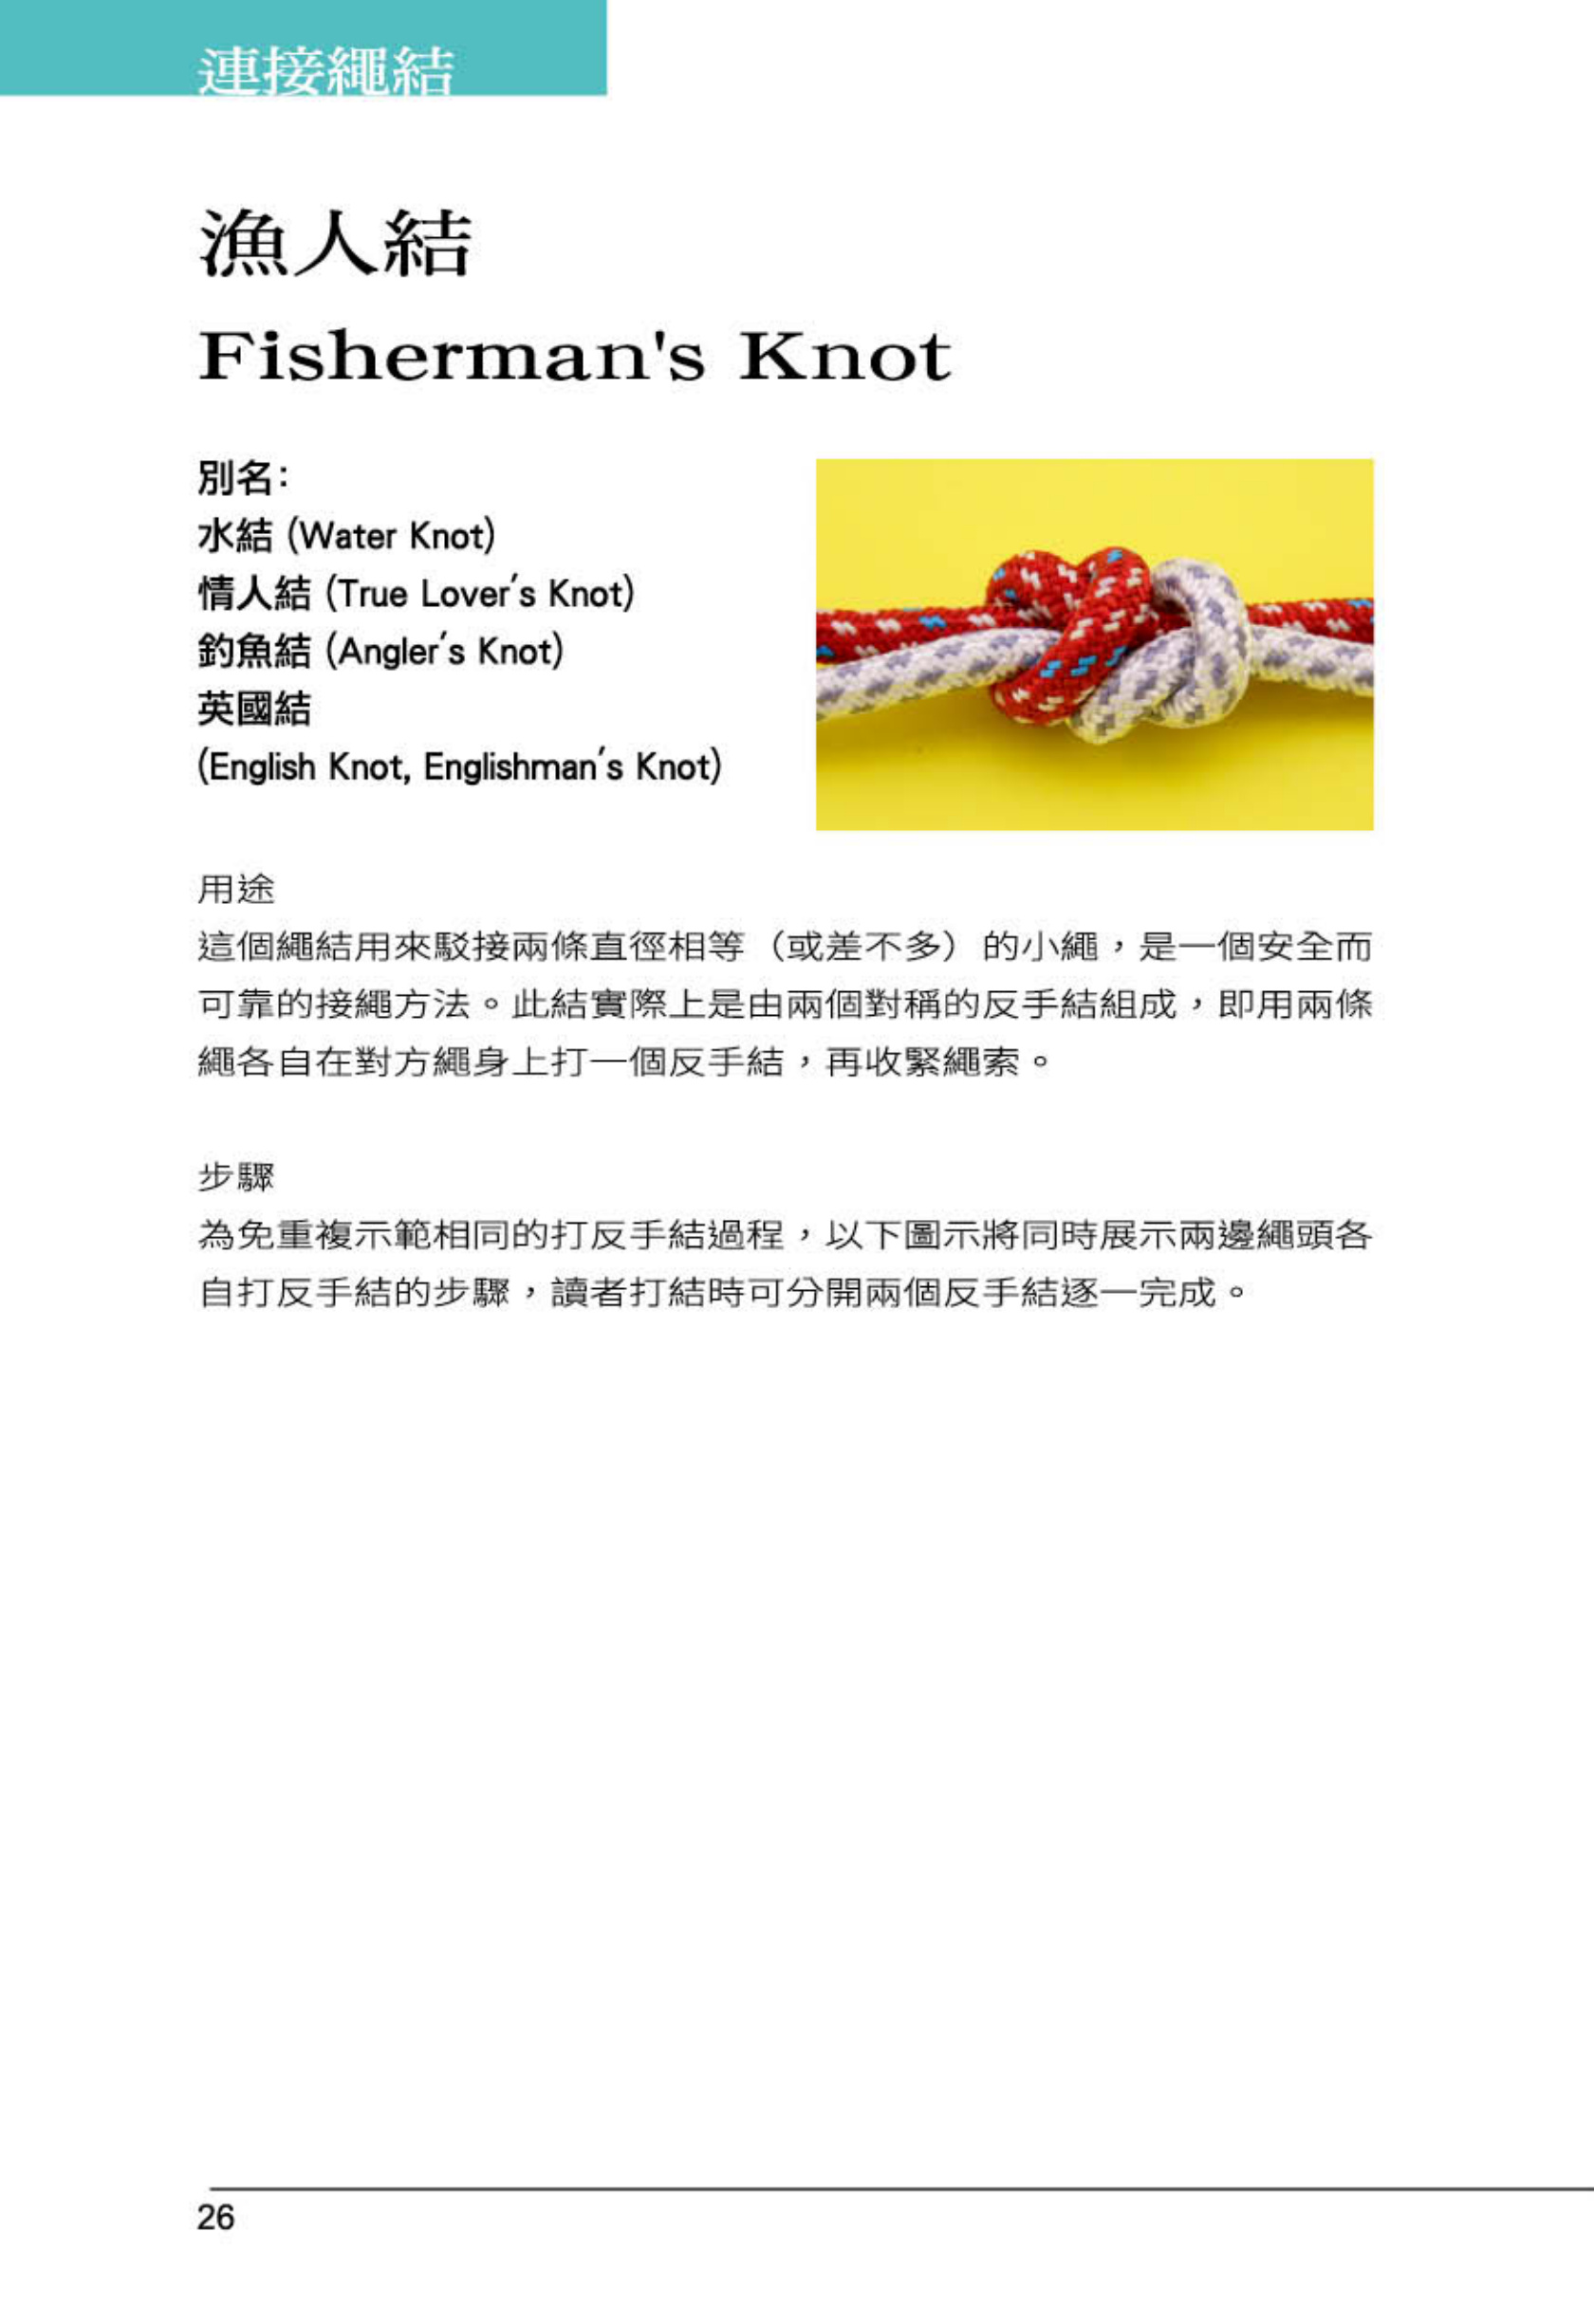 連接繩結
漁人結
Fisherman's Knot
別名：
水結 (Water Knot)
情人結 (True Lover's Knot)
釣魚結 (Angler's Knot)
英國結
(English Knot, Englishman's Knot)
用途
這個繩結用來駁接兩條直徑相等（或差不多）的小繩，是一個安全而
可靠的接繩方法。此結實際上是由兩個對稱的反手結組成，即用兩條
繩各自在對方繩身上打一個反手結，再收緊繩索。
步驟
為免重複示範相同的打反手結過程，以下圖示將同時展示兩邊繩頭各
自打反手結的步驟，讀者打結時可分開兩個反手結逐一完成。
26